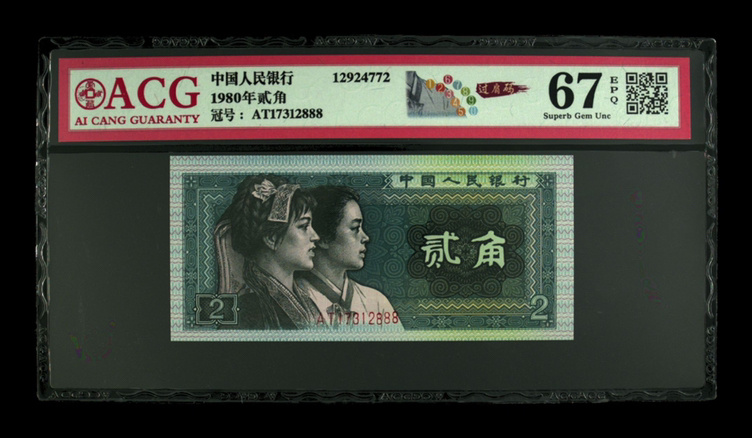 ACG
AI CANG GUARANTY
中国人民银行 12924772
1980年贰角
冠号: AT17312888
过眉码
67
EPQ
Superb Gem Unc
中国人民银行
贰角
2
AT17312888
2